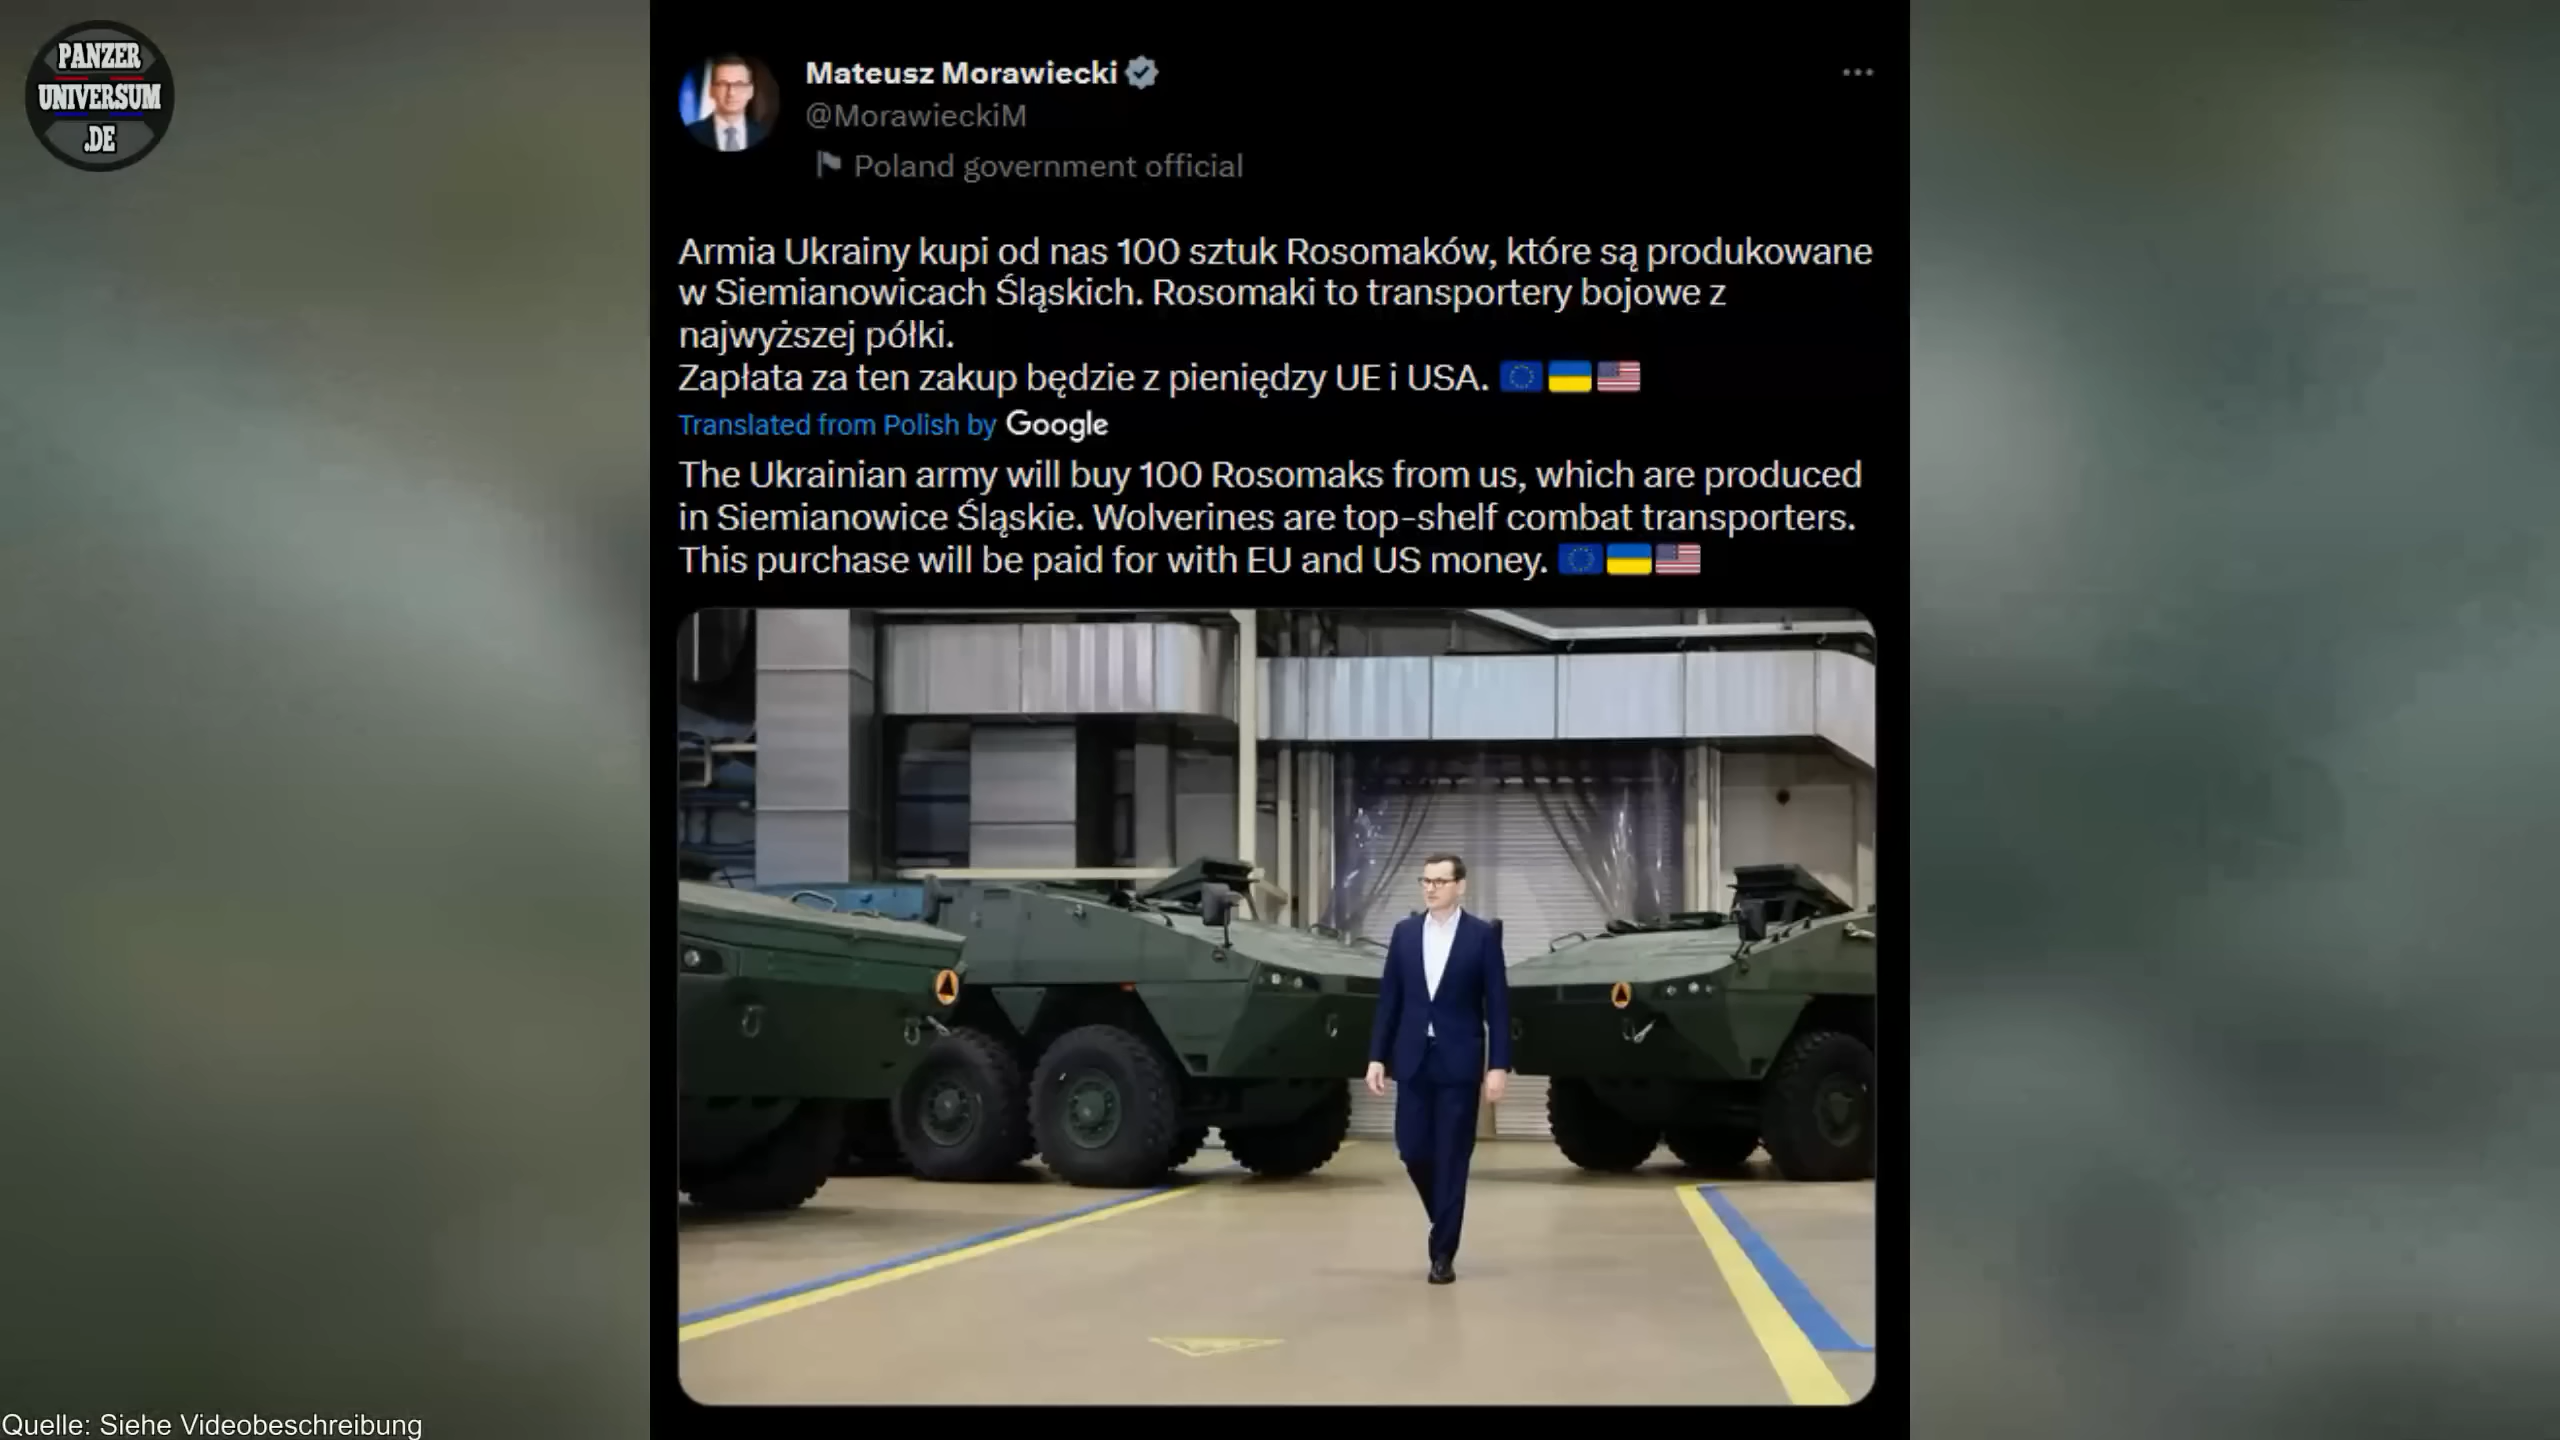 PANZER
UNIVERSUM
.DE
Mateusz Morawiecki
@MorawieckiM
Poland government official
Armia Ukrainy kupi od nas 100 sztuk Rosomaków, które są produkowane
w Siemianowicach Śląskich. Rosomaki to transportery bojowe z
najwyższej półki.
Zapłata za ten zakup będzie z pieniędzy UE i USA.
Translated from Polish by Google
The Ukrainian army will buy 100 Rosomaks from us, which are produced
in Siemianowice Śląskie. Wolverines are top-shelf combat transporters.
This purchase will be paid for with EU and US money.
Quelle: Siehe Videobeschreibung